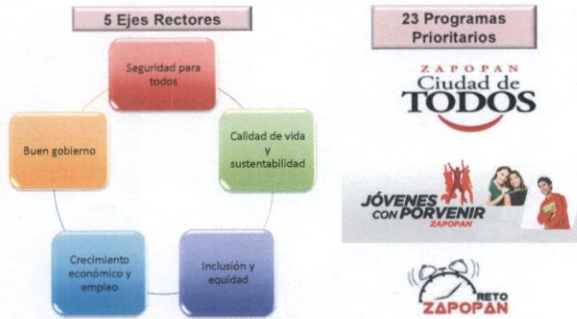 5 Ejes Rectores
Seguridad para
todos
Calidad de vida
y
sustentabilidad
Inclusión y
equidad
Crecimiento
económico y
empleo
Buen gobierno
23 Programas
Prioritarios
ZAPOPAN
Ciudad de
TODOS
JÓVENES
CON PORVENIR
ZAPOPAN
RETO
ZAPOPAN